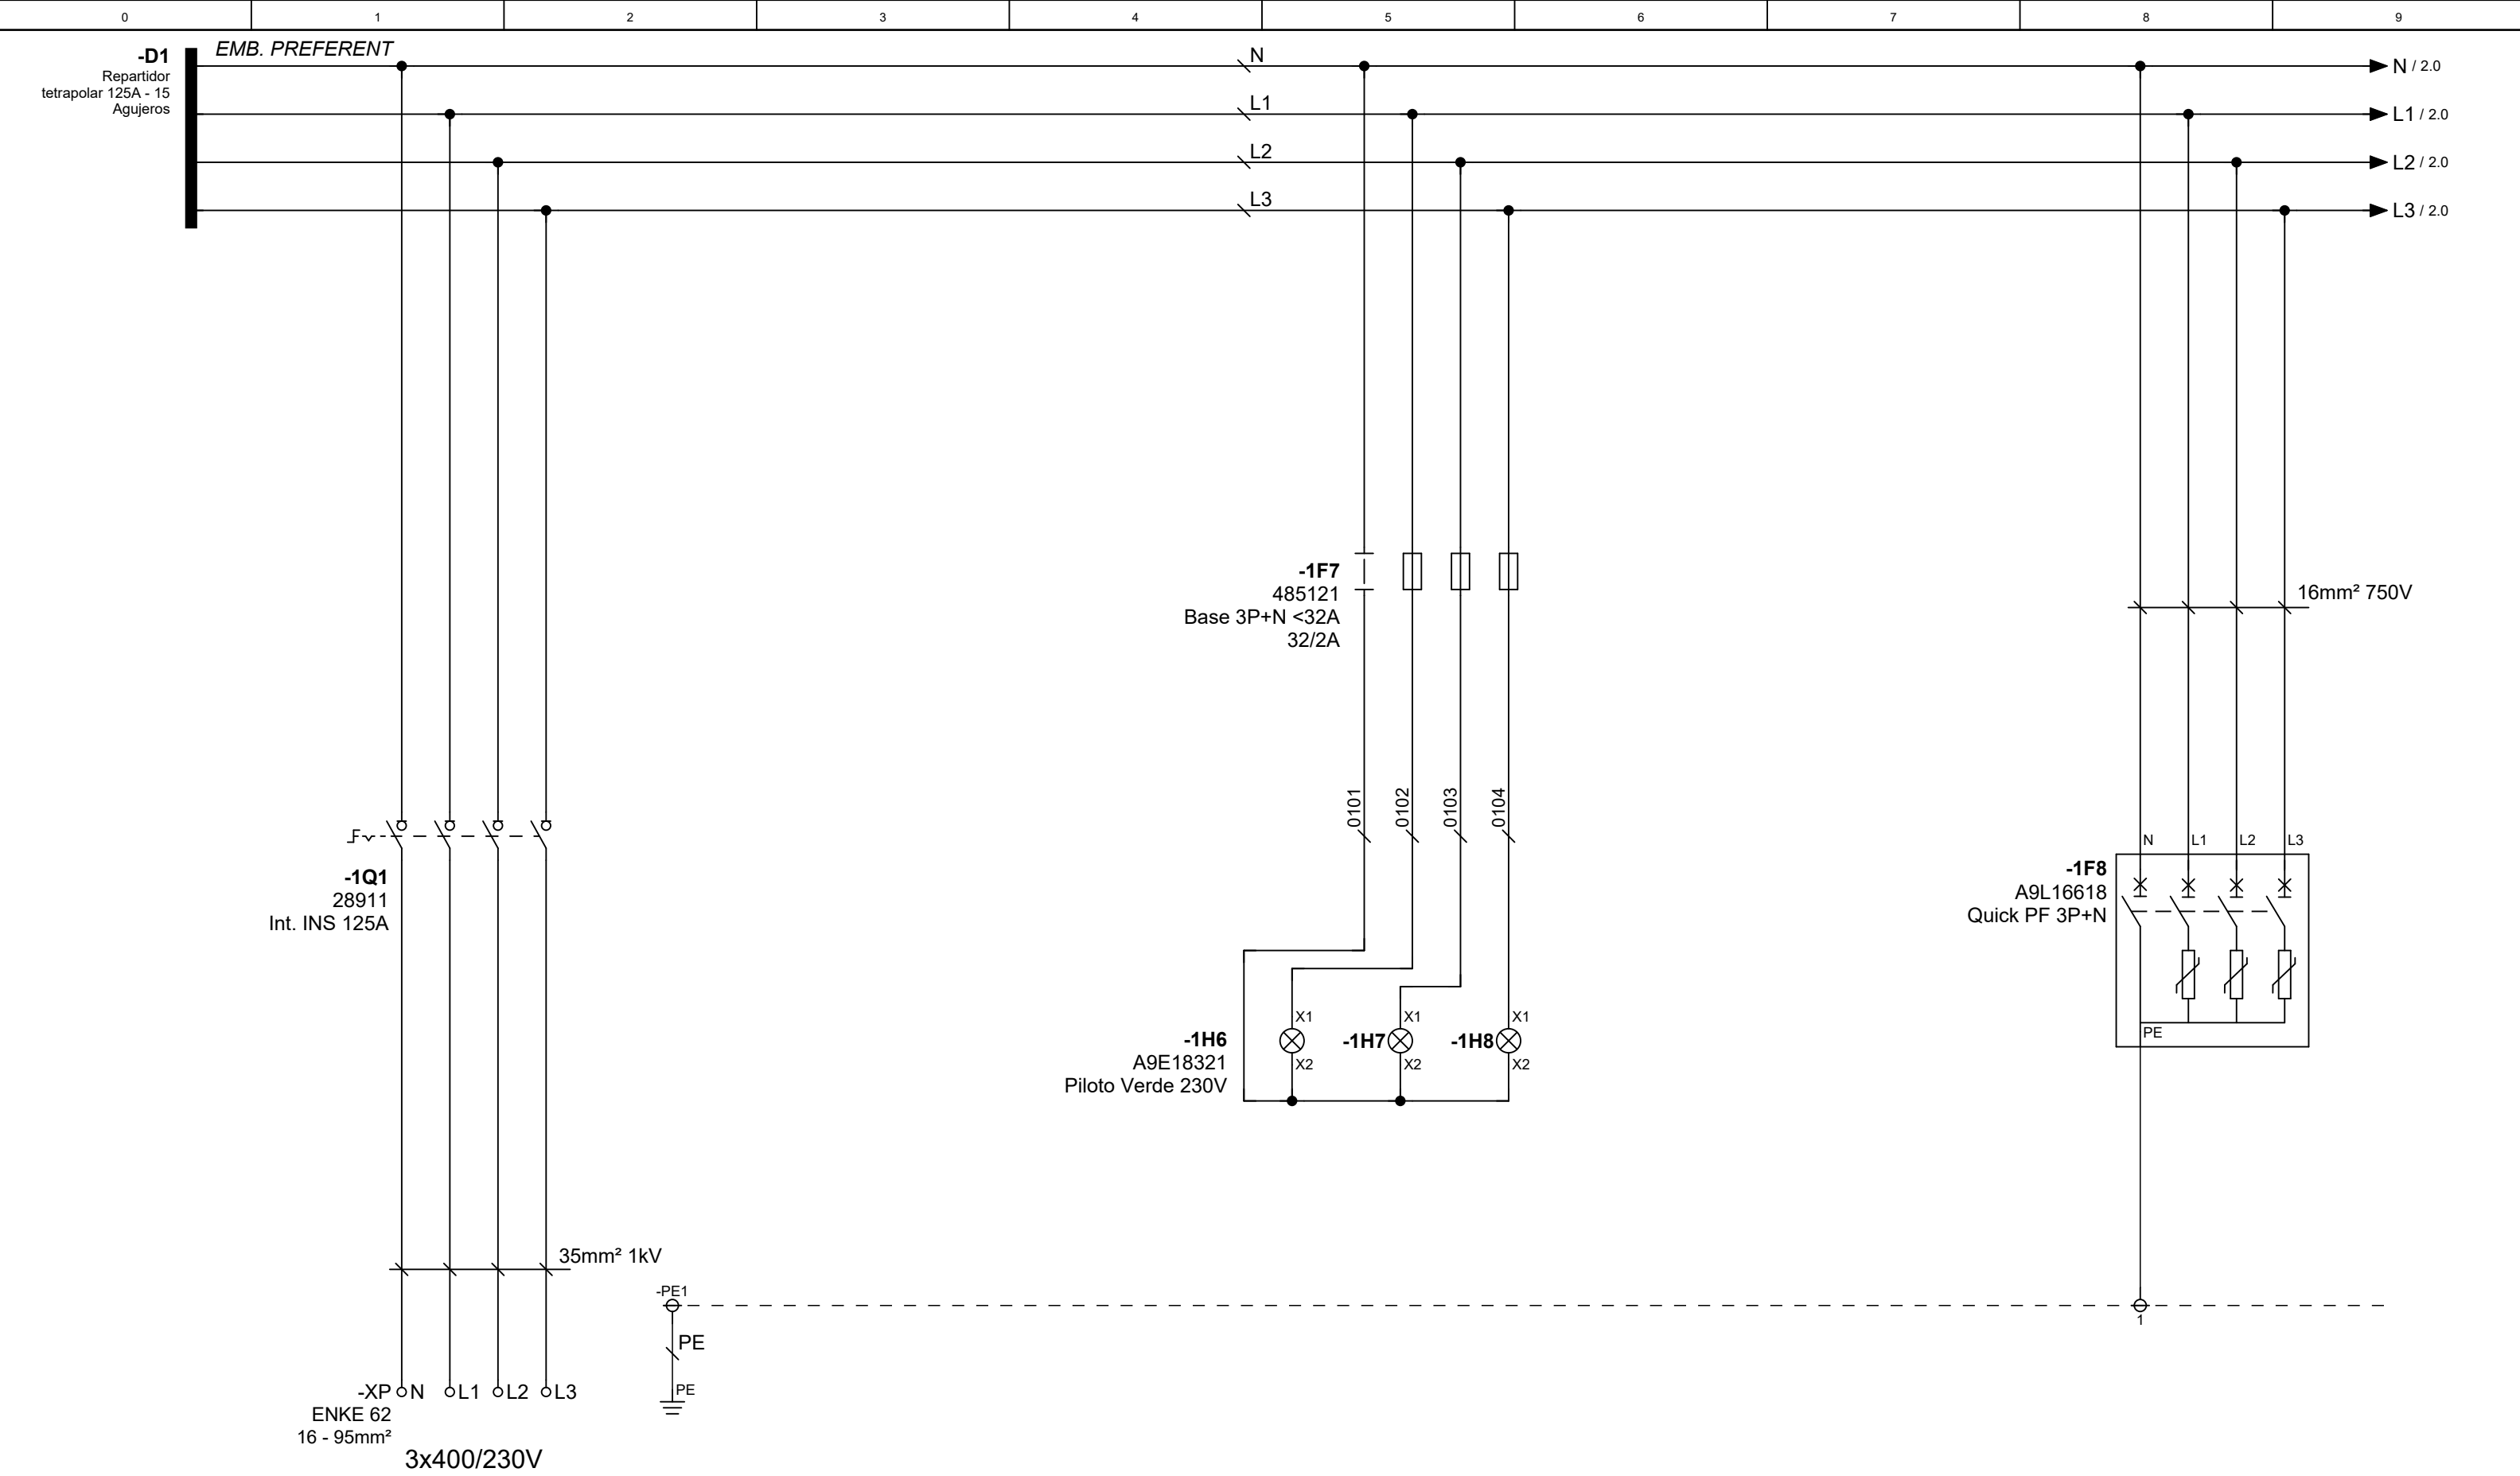 0 1 2 3 4 5 6 7 8 9
-D1
Repartidor
tetrapolar 125A - 15
Agujeros
EMB. PREFERENT
N
L1
L2
L3
N / 2.0
L1 / 2.0
L2 / 2.0
L3 / 2.0
-1F7
485121
Base 3P+N <32A
32/2A
16mm² 750V
0101
0102
0103
0104
-1Q1
28911
Int. INS 125A
N
L1
L2
L3
-1F8
A9L16618
Quick PF 3P+N
PE
X1
X1
X1
-1H6
A9E18321
Piloto Verde 230V
-1H7
-1H8
X2
X2
X2
35mm² 1kV
-PE1
PE
PE
1
-XP N L1 L2 L3
ENKE 62
16 - 95mm²
3x400/230V